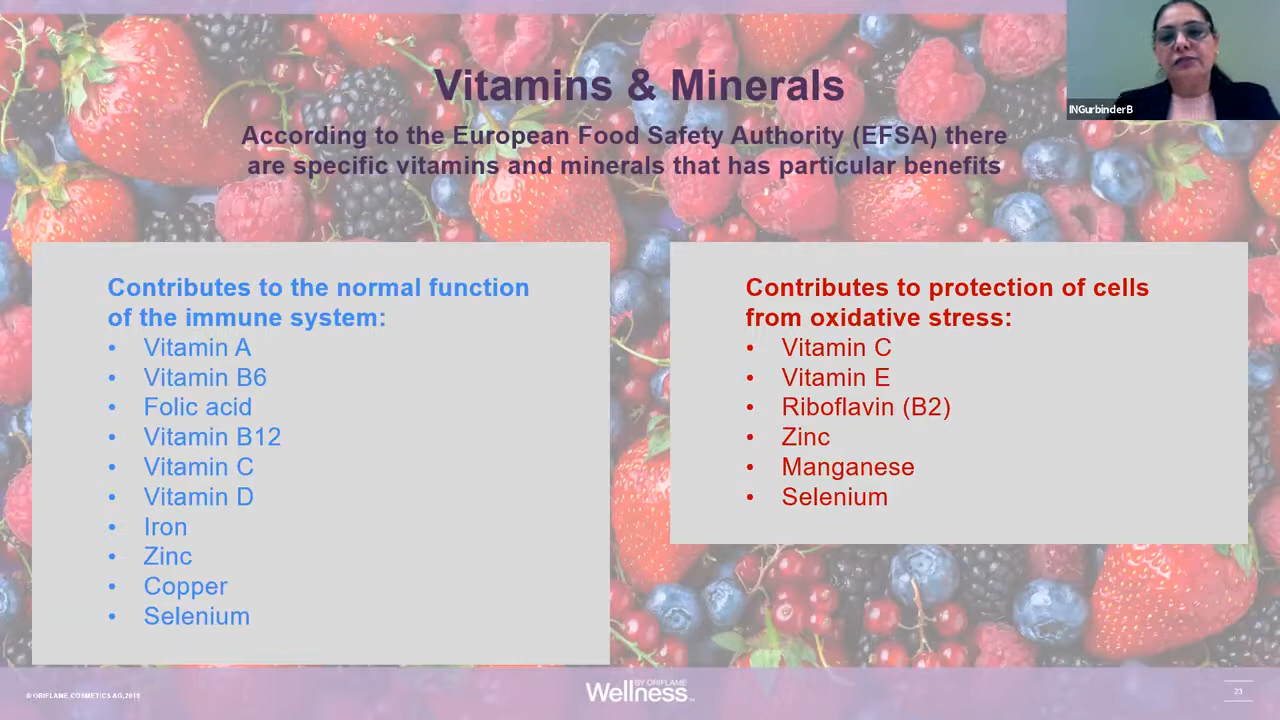 Vitamins & Minerals
According to the European Food Safety Authority (EFSA) there
are specific vitamins and minerals that has particular benefits
INGurbinderB
Contributes to the normal function
of the immune system:
• Vitamin A
• Vitamin B6
• Folic acid
• Vitamin B12
• Vitamin C
• Vitamin D
• Iron
• Zinc
• Copper
• Selenium
Contributes to protection of cells
from oxidative stress:
• Vitamin C
• Vitamin E
• Riboflavin (B2)
• Zinc
• Manganese
• Selenium
© ORIFLAME COSMETICS AG,2019
BY ORIFLAME
Wellness
23